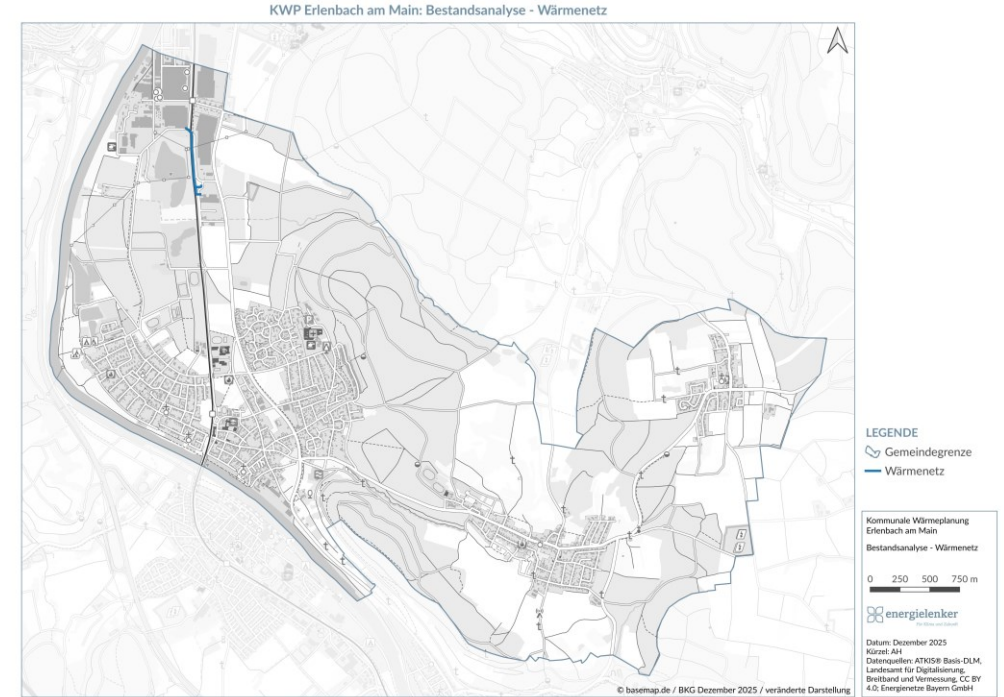 KWP Erlenbach am Main: Bestandsanalyse - Wärmenetz
LEGENDE
Gemeindegrenze
Wärmenetz
Kommunale Wärmeplanung
Erlenbach am Main
Bestandsanalyse - Wärmenetz
0 250 500 750 m
energielenker
Datum: Dezember 2025
Kürzel: AH
Datenquellen: ATKIS® Basis-DLM,
Landesamt für Digitalisierung,
Breitband und Vermessung, CC BY
4.0; Energienetze Bayern GmbH
© basemap.de / BKG Dezember 2025 / veränderte Darstellung